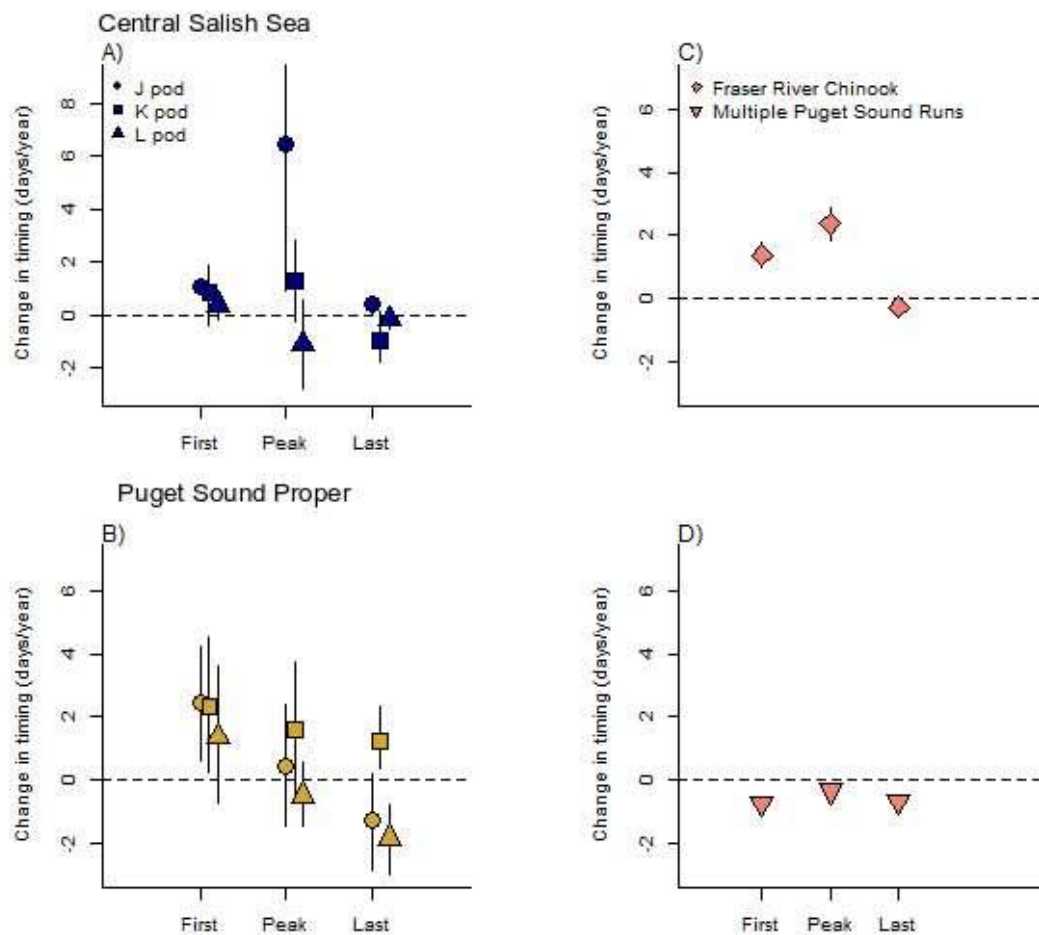 Central Salish Sea
A)
J pod
K pod
L pod
Change in timing (days/year)
8
6
4
2
0
-2
First Peak Last
C)
Fraser River Chinook
Multiple Puget Sound Runs
Change in timing (days/year)
6
4
2
0
-2
Puget Sound Proper
B)
Change in timing (days/year)
6
4
2
0
-2
First Peak Last
D)
Change in timing (days/year)
6
4
2
0
-2
First Peak Last